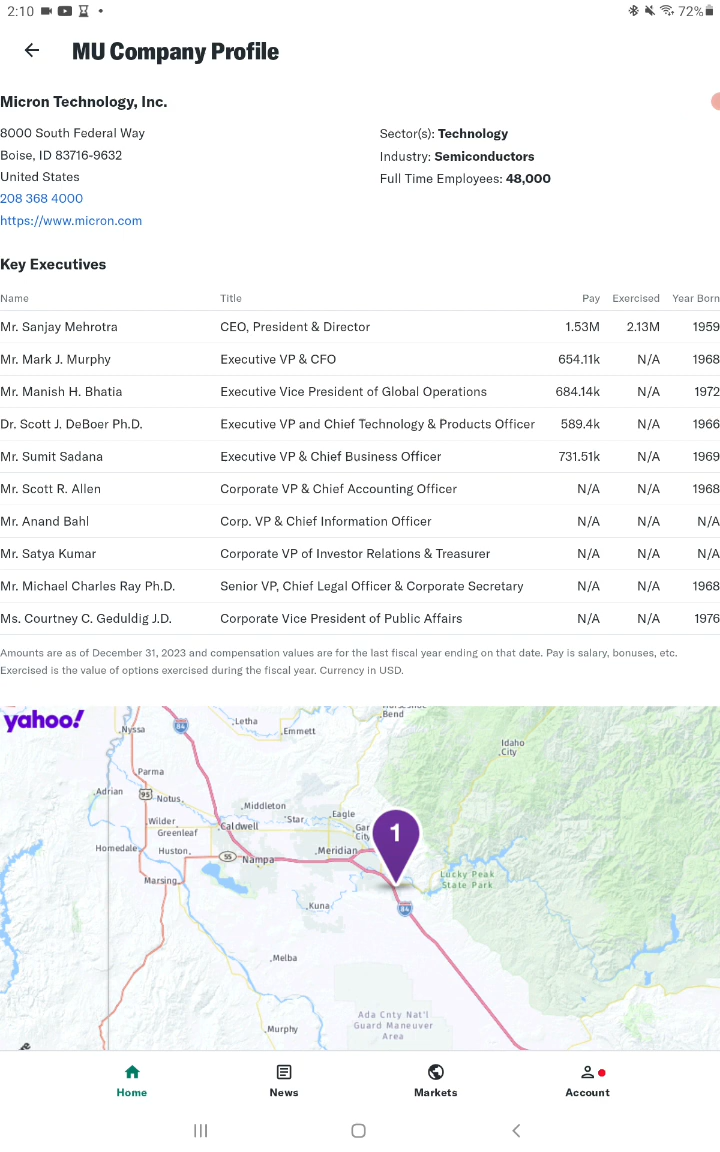 2:10
72%
MU Company Profile
Micron Technology, Inc.
8000 South Federal Way
Boise, ID 83716-9632
United States
208 368 4000
https://www.micron.com
Sector(s): Technology
Industry: Semiconductors
Full Time Employees: 48,000
Key Executives
Name Title Pay Exercised Year Born
Mr. Sanjay Mehrotra CEO, President & Director 1.53M 2.13M 1959
Mr. Mark J. Murphy Executive VP & CFO 654.11k N/A 1968
Mr. Manish H. Bhatia Executive Vice President of Global Operations 684.14k N/A 1972
Dr. Scott J. DeBoer Ph.D. Executive VP and Chief Technology & Products Officer 589.4k N/A 1966
Mr. Sumit Sadana Executive VP & Chief Business Officer 731.51k N/A 1969
Mr. Scott R. Allen Corporate VP & Chief Accounting Officer N/A N/A 1968
Mr. Anand Bahl Corp. VP & Chief Information Officer N/A N/A N/A
Mr. Satya Kumar Corporate VP of Investor Relations & Treasurer N/A N/A N/A
Mr. Michael Charles Ray Ph.D. Senior VP, Chief Legal Officer & Corporate Secretary N/A N/A 1968
Ms. Courtney C. Geduldig J.D. Corporate Vice President of Public Affairs N/A N/A 1976
Amounts are as of December 31, 2023 and compensation values are for the last fiscal year ending on that date. Pay is salary, bonuses, etc.
Exercised is the value of options exercised during the fiscal year. Currency in USD.
yahoo!
Bend
Nyssa
84
Letha
Emmett
Idaho
City
Parma
Adrian
95
Notus
Middleton
Star
Eagle
Wilder
Greenleaf
Caldwell
1
Homedale
Huston
55
Nampa
Meridian
Marsing
Lucky Peak
State Park
Kuna
84
Melba
Ada Cnty Nat'l
Guard Maneuver
Area
Murphy
Home
News
Markets
Account